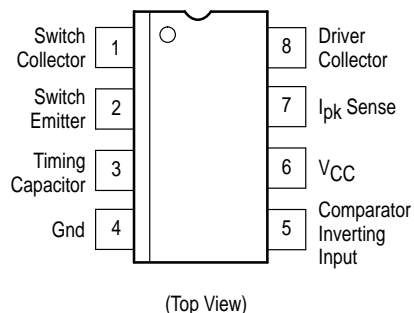 Switch
Collector
1
8
Driver
Collector
Switch
Emitter
2
7
Ipk Sense
Timing
Capacitor
3
6
VCC
Gnd
4
5
Comparator
Inverting
Input
(Top View)